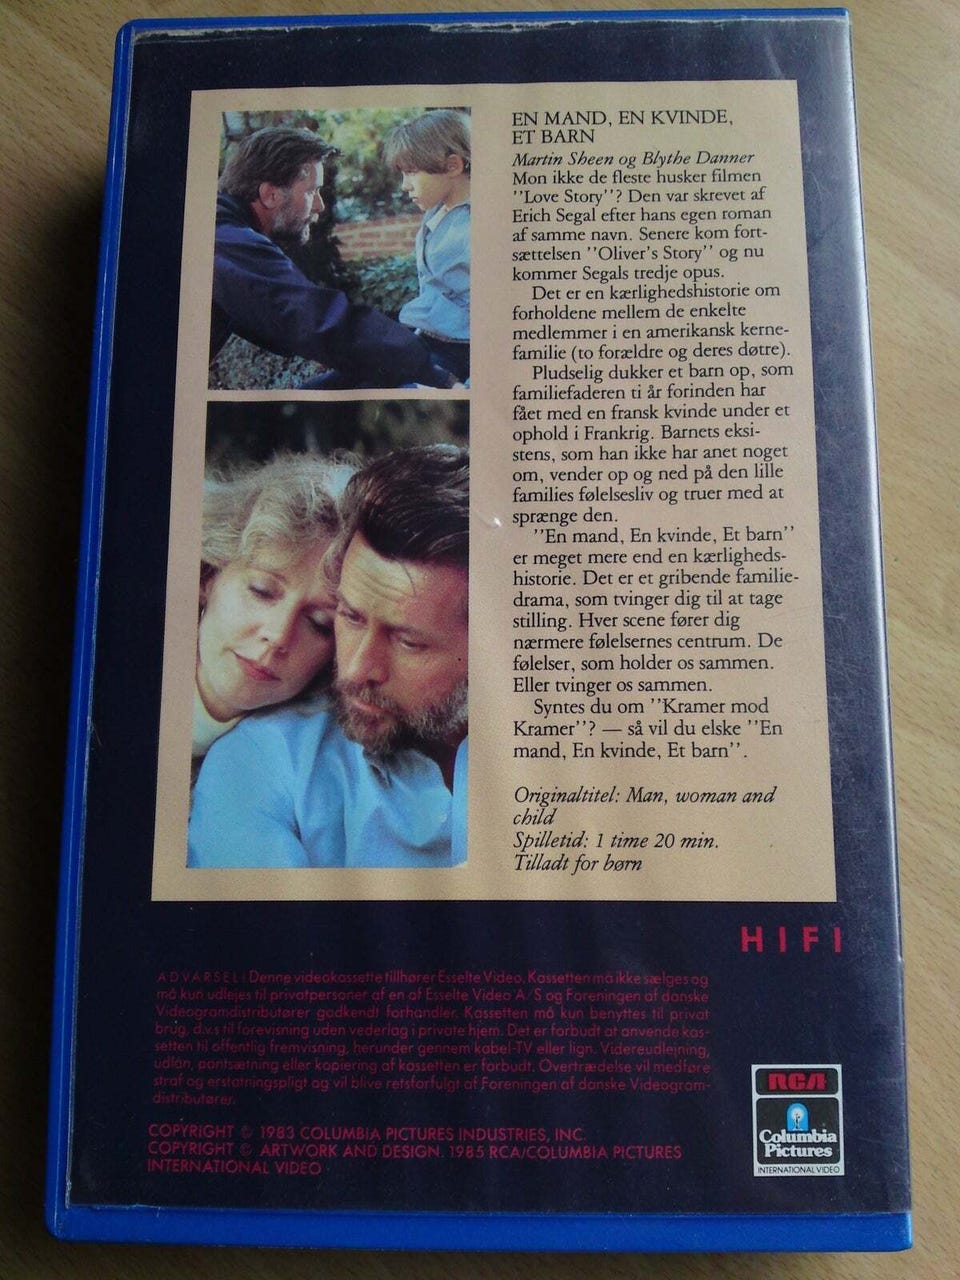 EN MAND, EN KVINDE,
ET BARN
Martin Sheen og Blythe Danner
Mon ikke de fleste husker filmen
''Love Story''? Den var skrevet af
Erich Segal efter hans egen roman
af samme navn. Senere kom fort-
sættelsen ''Oliver's Story'' og nu
kommer Segals tredje opus.
Det er en kærlighedshistorie om
forholdene mellem de enkelte
medlemmer i en amerikansk kerne-
familie (to forældre og deres døtre).
Pludselig dukker et barn op, som
familiefaderen ti år forinden har
fået med en fransk kvinde under et
ophold i Frankrig. Barnets eksi-
stens, som han ikke har anet noget
om, vender op og ned på den lille
families følelsesliv og truer med at
sprænge den.
''En mand, En kvinde, Et barn''
er meget mere end en kærligheds-
historie. Det er et gribende familie-
drama, som tvinger dig til at tage
stilling. Hver scene fører dig
nærmere følelsernes centrum. De
følelser, som holder os sammen.
Eller tvinger os sammen.
Syntes du om ''Kramer mod
Kramer''? — så vil du elske ''En
mand, En kvinde, Et barn''.
Originaltitel: Man, woman and
child
Spilletid: 1 time 20 min.
Tilladt for børn
HIFI
ADVARSEL! Denne videokassette tillhører Esselte Video. Kassetten må ikke sælges og
må kun udlejes til privatpersoner af en af Esselte Video A/S og Foreningen af danske
Videogramdistributører godkendt forhandler. Kassetten må kun benyttes til privat
brug, d.v.s til forevisning uden vederlag i private hjem. Det er forbudt at anvende kas-
setten til offentlig fremvisning, herunder gennem kabel-TV eller lign. Videreudlejning,
udlån, pantsætning eller kopiering af kassetten er forbudt. Overtrædelse vil medføre
straf og erstatningspligt og vil blive retsforfulgt af Foreningen af danske Videogram-
distributører.
COPYRIGHT © 1983 COLUMBIA PICTURES INDUSTRIES, INC.
COPYRIGHT © ARTWORK AND DESIGN. 1985 RCA/COLUMBIA PICTURES
INTERNATIONAL VIDEO
RCA
Columbia
Pictures
INTERNATIONAL VIDEO